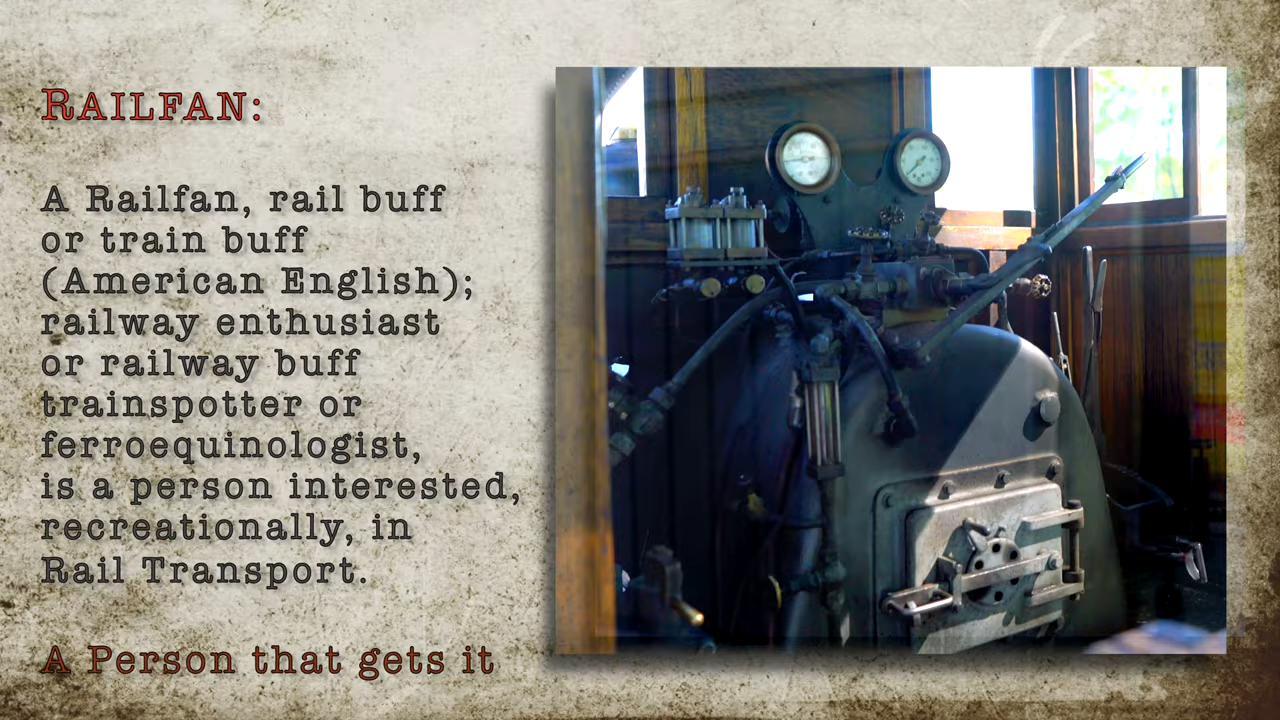 RAILFAN:
A Railfan, rail buff
or train buff
(American English);
railway enthusiast
or railway buff
trainspotter or
ferroequinologist,
is a person interested,
recreationally, in
Rail Transport.
A Person that gets it